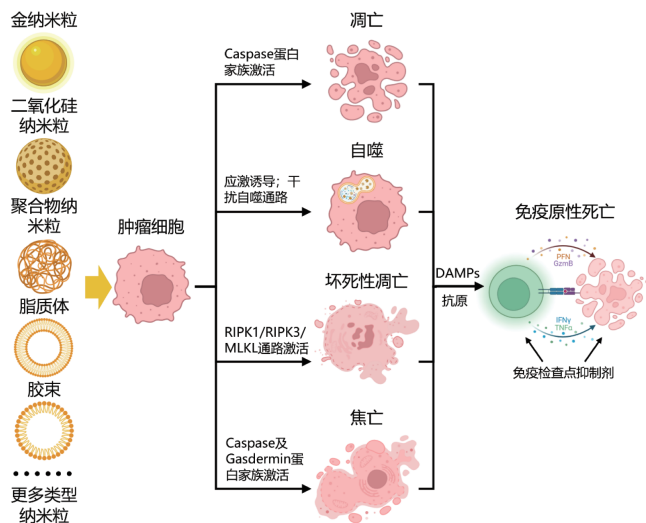 金纳米粒
二氧化硅
纳米粒
聚合物纳
米粒
脂质体
胶束
更多类型
纳米粒
肿瘤细胞
Caspase蛋白
家族激活
应激诱导；干
扰自噬通路
RIPK1/RIPK3/
MLKL通路激活
Caspase及
Gasdermin蛋
白家族激活
凋亡
自噬
坏死性凋亡
焦亡
DAMPs
抗原
免疫原性死亡
PFN
GzmB
IFNγ
TNFα
免疫检查点抑制剂